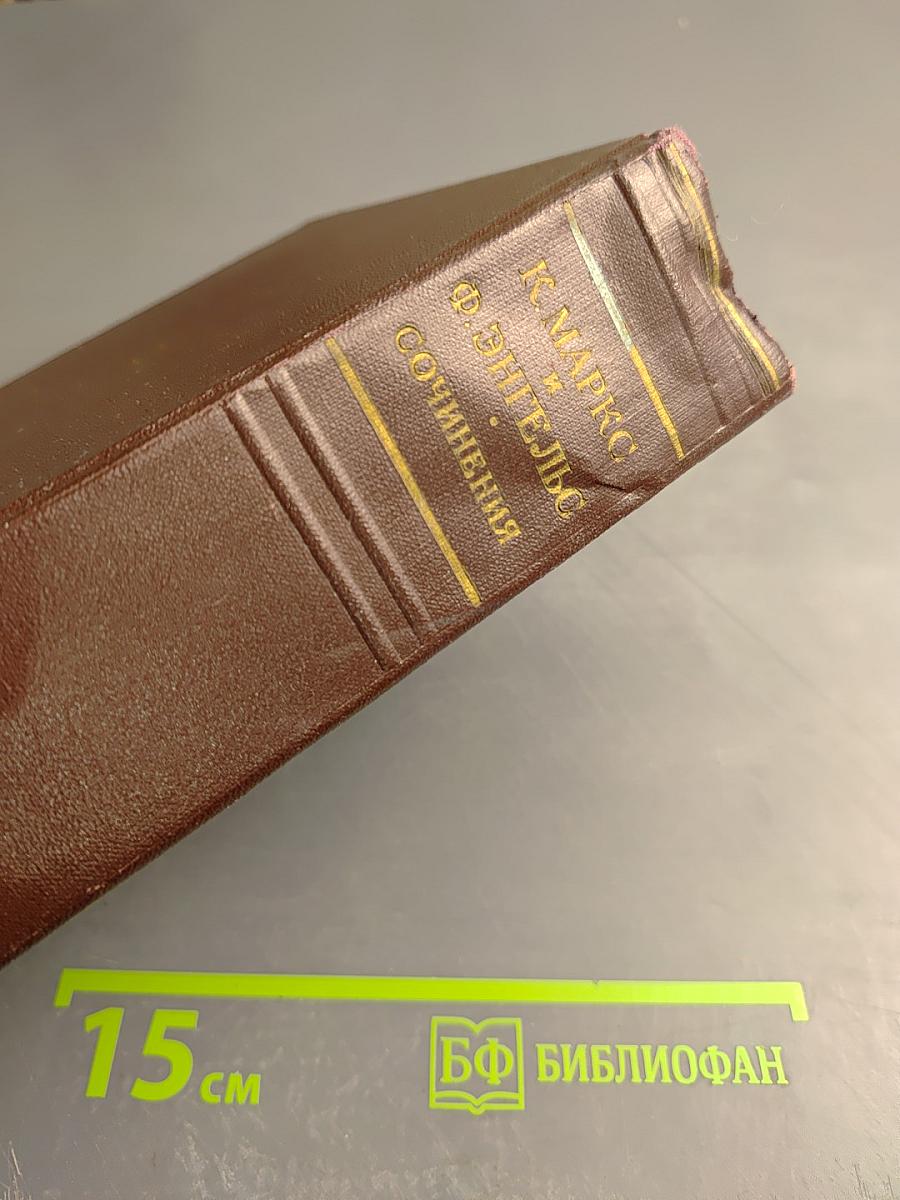 К. МАРКС
и
Ф. ЭНГЕЛЬС
СОЧИНЕНИЯ
15 см
БФ БИБЛИОФАН